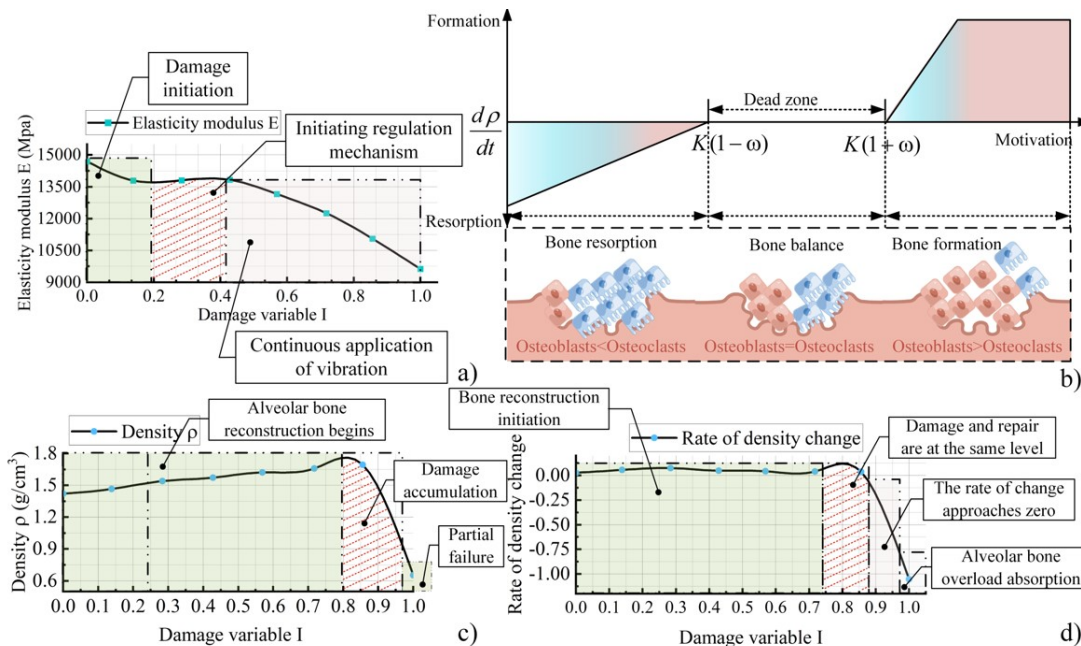 Damage
initiation
Elasticity modulus E
Initiating regulation
mechanism
Elasticity modulus E (Mpa)
15000
13500
12000
10500
9000
0.0 0.2 0.4 0.6 0.8 1.0
Damage variable I
Continuous application
of vibration
a)
Formation
dρ
dt
Dead zone
K(1−ω) K(1+ω)
Motivation
Resorption
Bone resorption Bone balance Bone formation
Osteoblasts<Osteoclasts Osteoblasts=Osteoclasts Osteoblasts>Osteoclasts
b)
Alveolar bone
reconstruction begins
Density ρ
Density ρ (g/cm³)
1.8
1.5
1.2
0.9
0.6
Damage
accumulation
Partial
failure
0.0 0.1 0.2 0.3 0.4 0.5 0.6 0.7 0.8 0.9 1.0
Damage variable I
c)
Bone reconstruction
initiation
Rate of density change
Damage and repair
are at the same level
Rate of density change
0.00
-0.25
-0.50
-0.75
-1.00
The rate of change
approaches zero
Alveolar bone
overload absorption
0.0 0.1 0.2 0.3 0.4 0.5 0.6 0.7 0.8 0.9 1.0
Damage variable I
d)